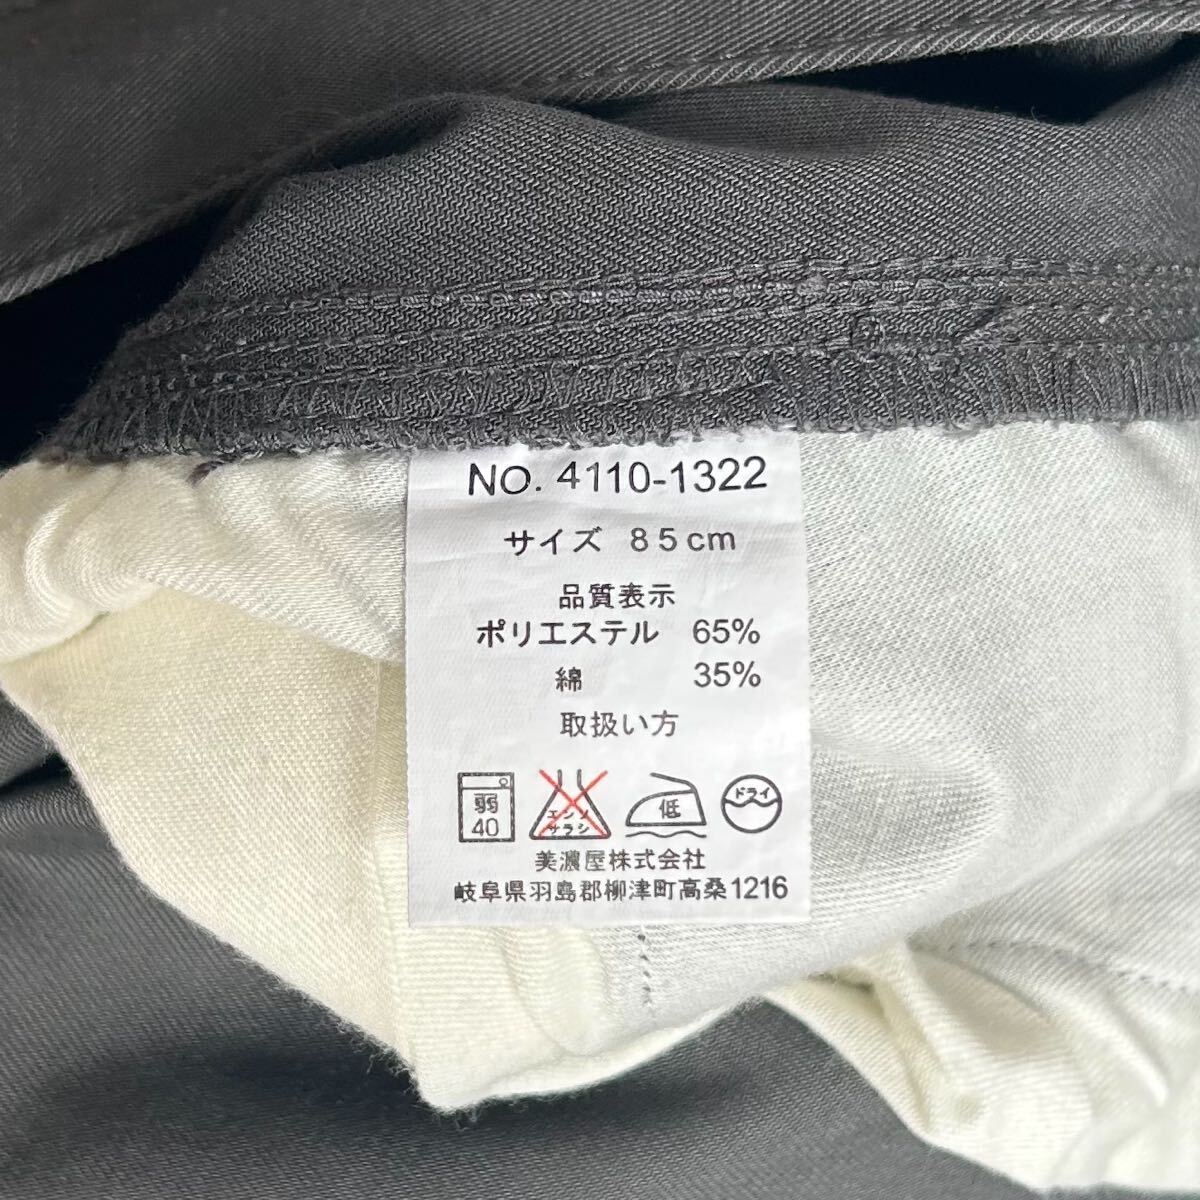 NO. 4110-1322
サイズ 85cm
品質表示
ポリエステル 65%
綿 35%
取扱い方
弱 40
エンソ サラシ
低
ドライ
美濃屋株式会社
岐阜県羽島郡柳津町高桑1216